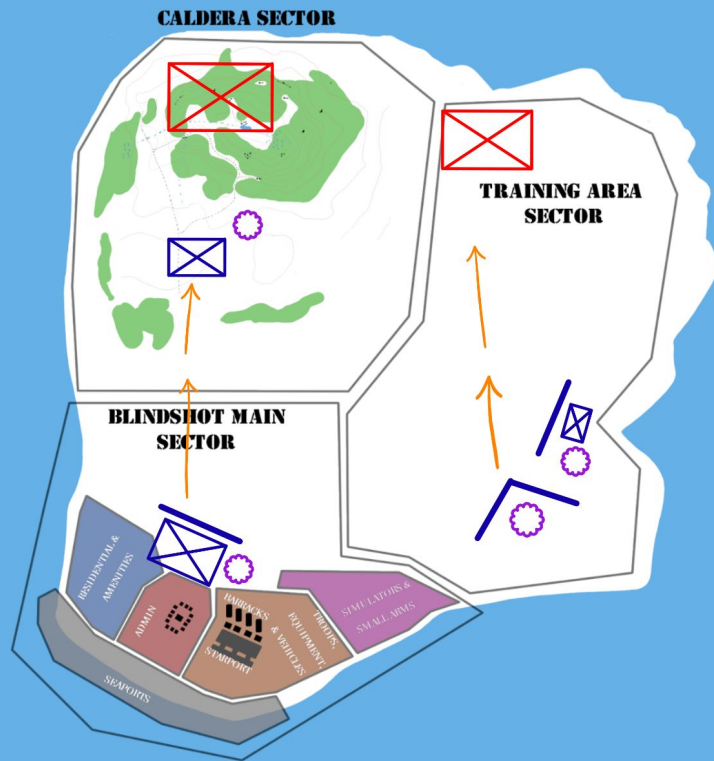 CALDERA SECTOR
TRAINING AREA
SECTOR
BLINDSHOT MAIN
SECTOR
RESIDENTIAL &
AMENITIES
ADMIN
BARRACKS
STARPORT
TROOPS,
EQUIPMENT,
& VEHICLES
SIMULATORS &
SMALL ARMS
SEAPORTS